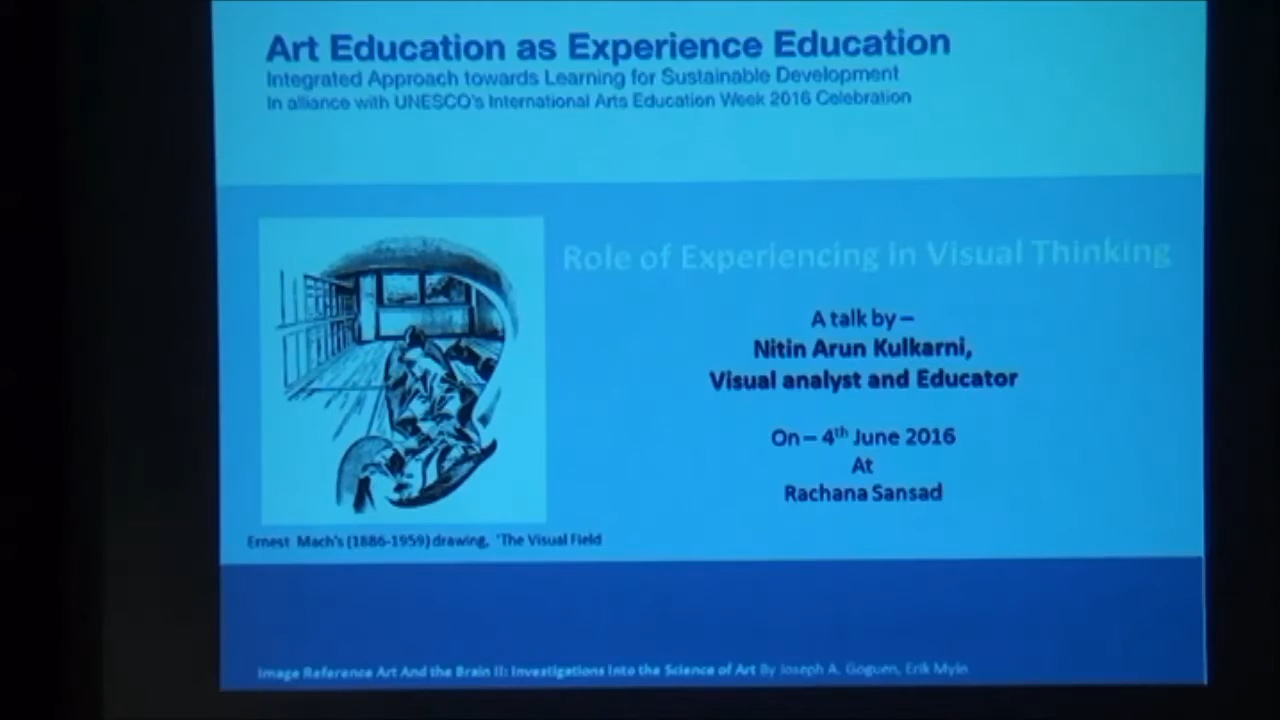 Art Education as Experience Education
Integrated Approach towards Learning for Sustainable Development
In alliance with UNESCO's International Arts Education Week 2016 Celebration
Role of Experiencing in Visual Thinking
A talk by –
Nitin Arun Kulkarni,
Visual analyst and Educator
On – 4th June 2016
At
Rachana Sansad
Ernest Mach's (1886-1959) drawing, 'The Visual Field
Image Reference Art And the Brain II: Investigations Into the Science of Art By Joseph A. Goguen, Erik Myin